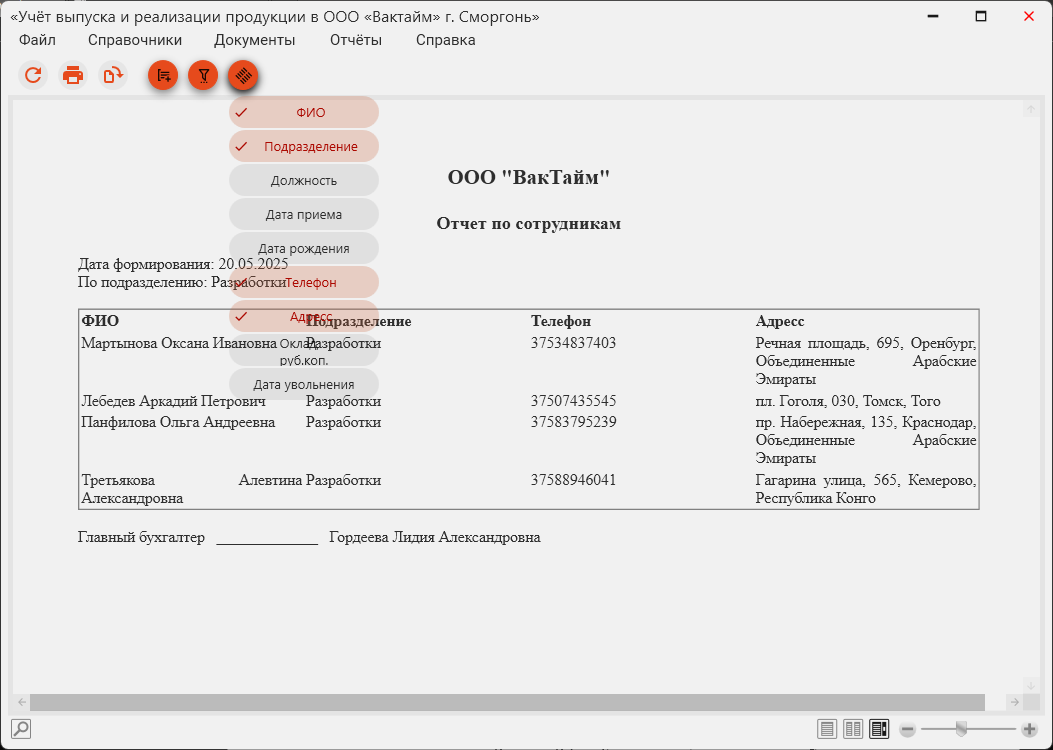 «Учёт выпуска и реализации продукции в ООО «Вактайм» г. Сморгонь»
Файл Справочники Документы Отчёты Справка
ФИО
Подразделение
Должность
Дата приема
Дата рождения
Телефон
Адресс
Оклад,
руб.коп.
Дата увольнения
ООО "ВакТайм"
Отчет по сотрудникам
Дата формирования: 20.05.2025
По подразделению: Разработки
ФИО Подразделение Телефон Адресс
Мартынова Оксана Ивановна Разработки 37534837403 Речная площадь, 695, Оренбург,
Объединенные Арабские
Эмираты
Лебедев Аркадий Петрович Разработки 37507435545 пл. Гоголя, 030, Томск, Того
Панфилова Ольга Андреевна Разработки 37583795239 пр. Набережная, 135, Краснодар,
Объединенные Арабские
Эмираты
Третьякова Алевтина Разработки 37588946041 Гагарина улица, 565, Кемерово,
Александровна Республика Конго
Главный бухгалтер ______________ Гордеева Лидия Александровна